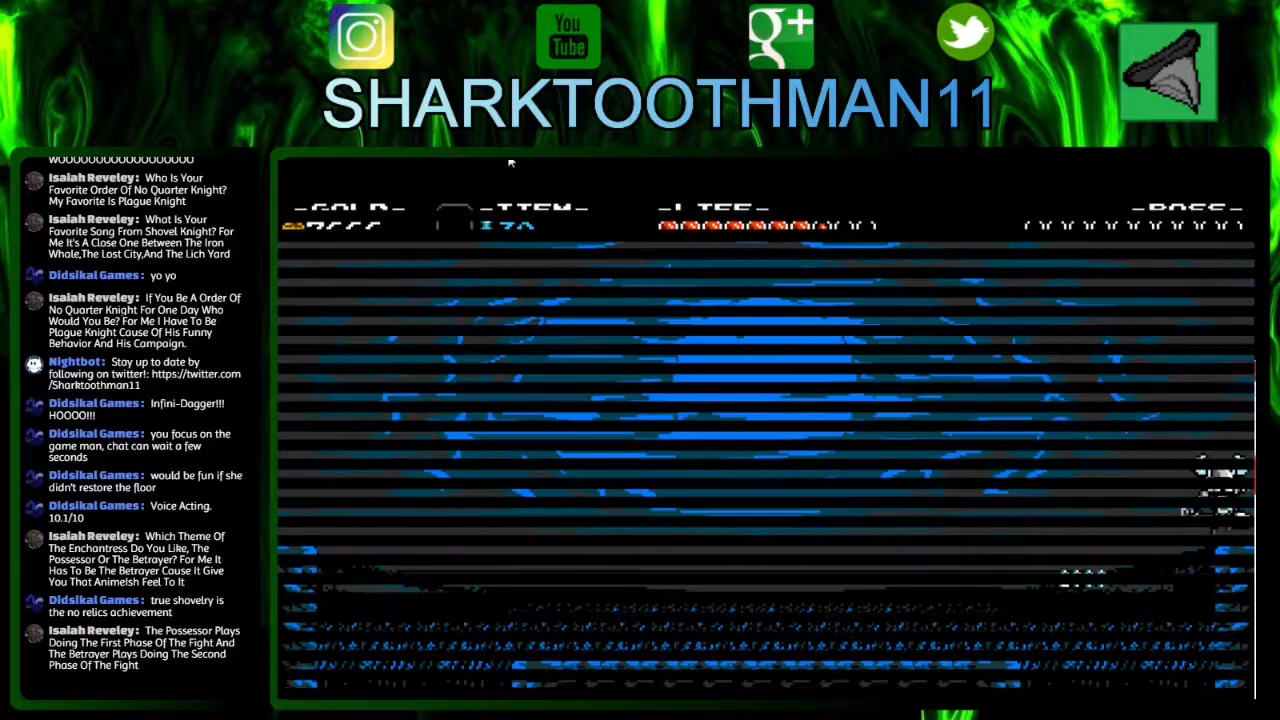 You
Tube
g+
SHARKTOOTHMAN11
WOOOOOOOOOOOOOOOOOO
Isaiah Reveley: Who Is Your
Favorite Order Of No Quarter Knight?
My Favorite Is Plague Knight
Isaiah Reveley: What Is Your
Favorite Song From Shovel Knight? For
Me It's A Close One Between The Iron
Whale,The Lost City,And The Lich Yard
Didsikal Games: yo yo
Isaiah Reveley: If You Be A Order Of
No Quarter Knight For One Day Who
Would You Be? For Me I Have To Be
Plague Knight Cause Of His Funny
Behavior And His Campaign.
Nightbot: Stay up to date by
following on twitter!: https://twitter.com
/Sharktoothman11
Didsikal Games: Infini-Dagger!!!
HOOOO!!!
Didsikal Games: you focus on the
game man, chat can wait a few
seconds
Didsikal Games: would be fun if she
didn't restore the floor
Didsikal Games: Voice Acting.
10.1/10
Isaiah Reveley: Which Theme Of
The Enchantress Do You Like, The
Possessor Or The Betrayer? For Me It
Has To Be The Betrayer Cause It Give
You That AnimeIsh Feel To It
Didsikal Games: true shovelry is
the no relics achievement
Isaiah Reveley: The Possessor Plays
Doing The First Phase Of The Fight And
The Betrayer Plays Doing The Second
Phase Of The Fight
-GOLD- -ITEM- -LIFE- -BOSS-